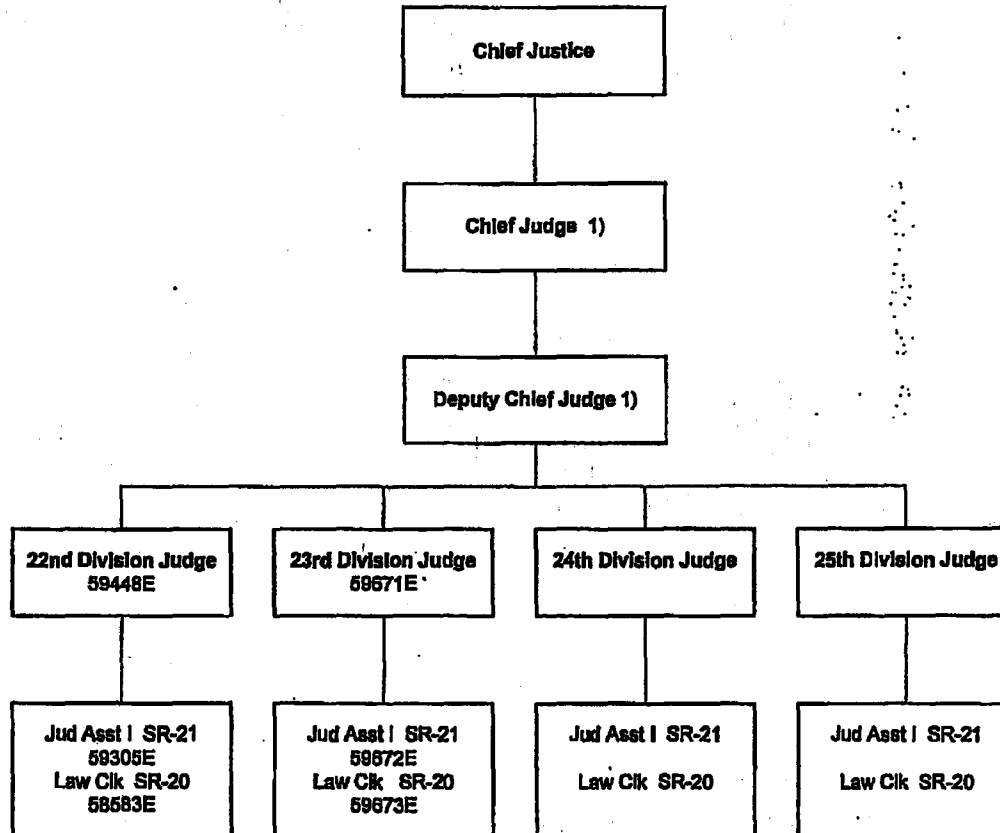 Chief Justice
Chief Judge 1)
Deputy Chief Judge 1)
22nd Division Judge
59448E
23rd Division Judge
59671E
24th Division Judge
25th Division Judge
Jud Asst I SR-21
59305E
Law Clk SR-20
58583E
Jud Asst I SR-21
59672E
Law Clk SR-20
59673E
Jud Asst I SR-21
Law Clk SR-20
Jud Asst I SR-21
Law Clk SR-20